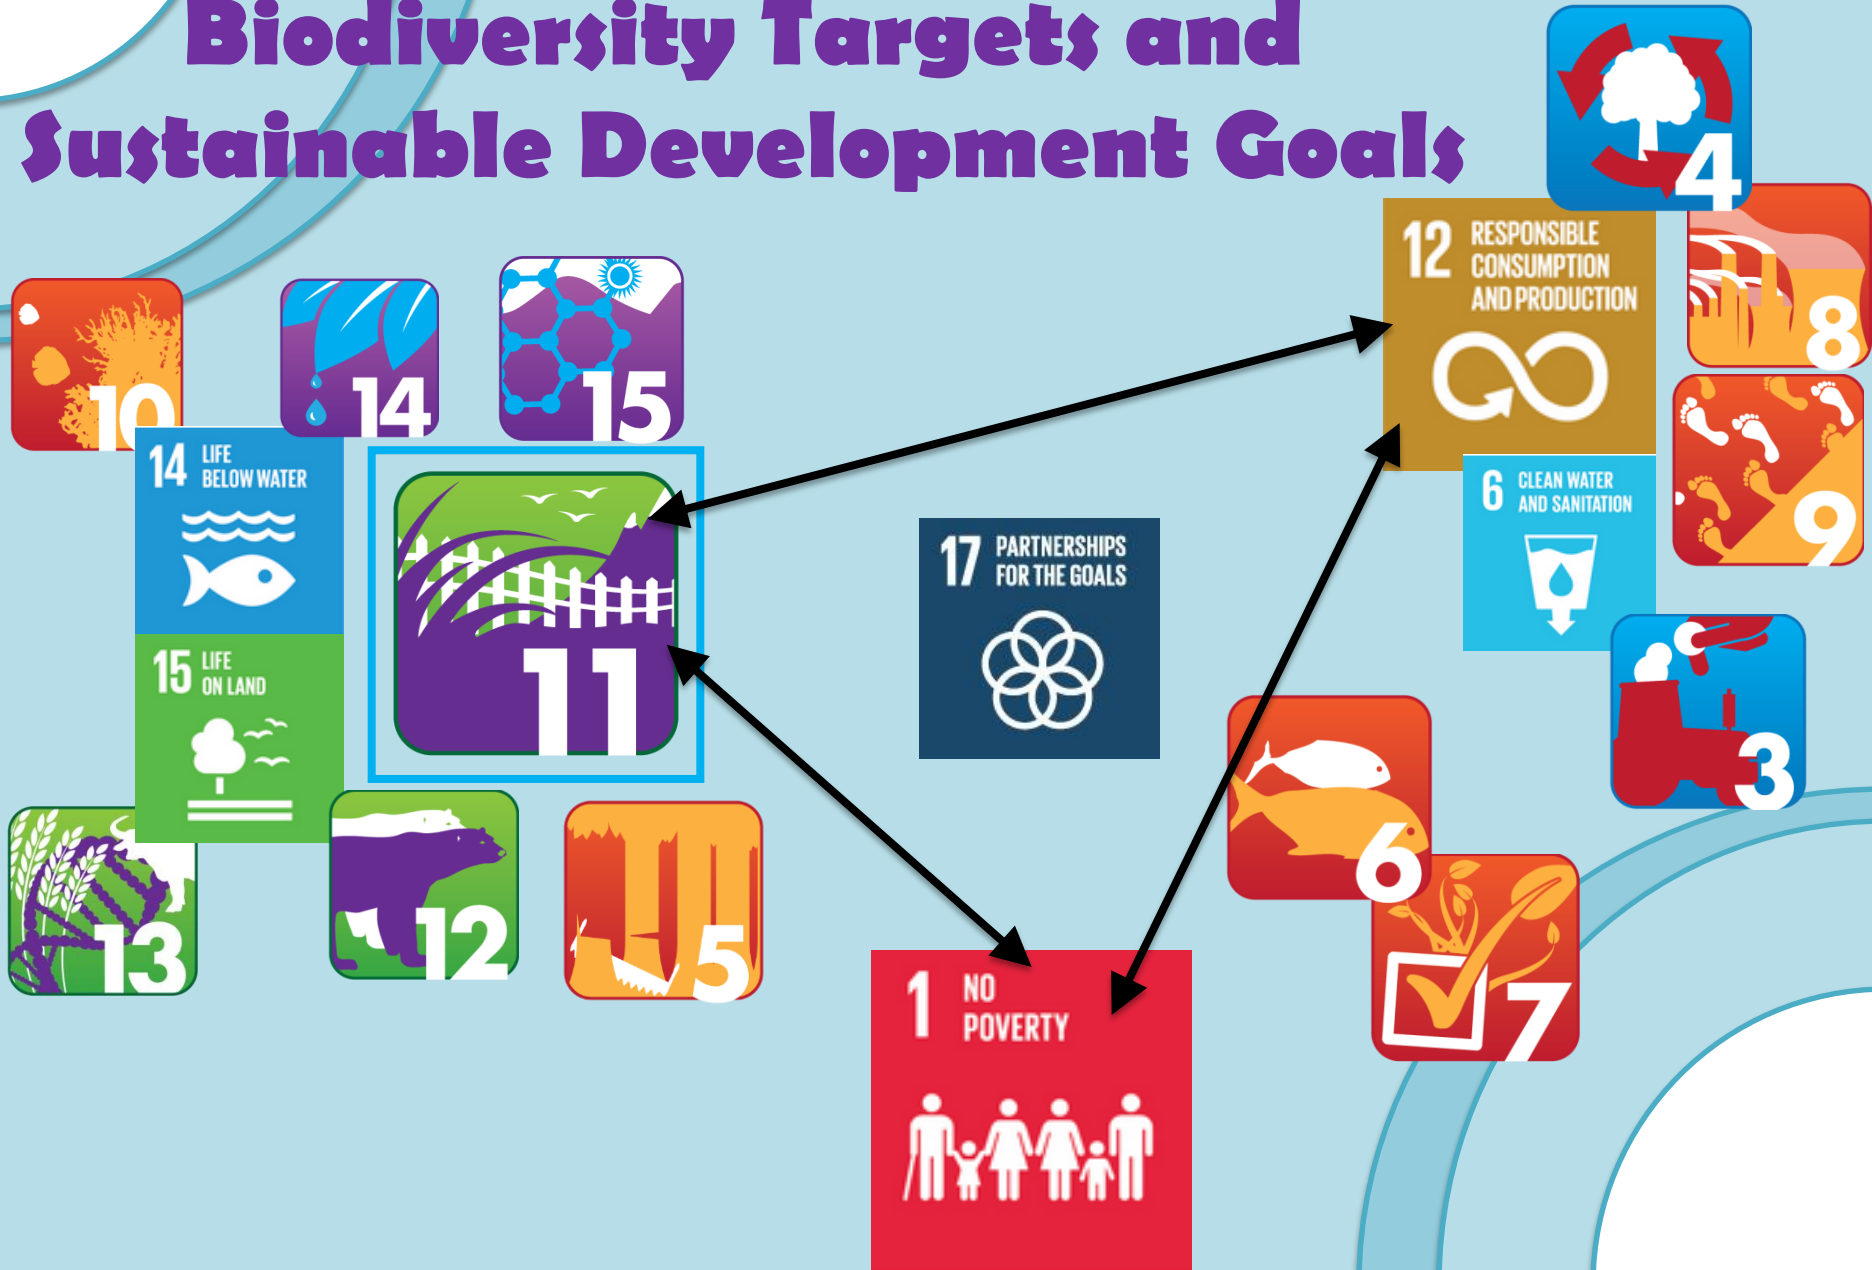 Biodiversity Targets and
Sustainable Development Goals
4
12 RESPONSIBLE
CONSUMPTION
AND PRODUCTION
8
10
14
15
14 LIFE
BELOW WATER
11
9
6 CLEAN WATER
AND SANITATION
17 PARTNERSHIPS
FOR THE GOALS
15 LIFE
ON LAND
3
6
13
12
5
7
1 NO
POVERTY